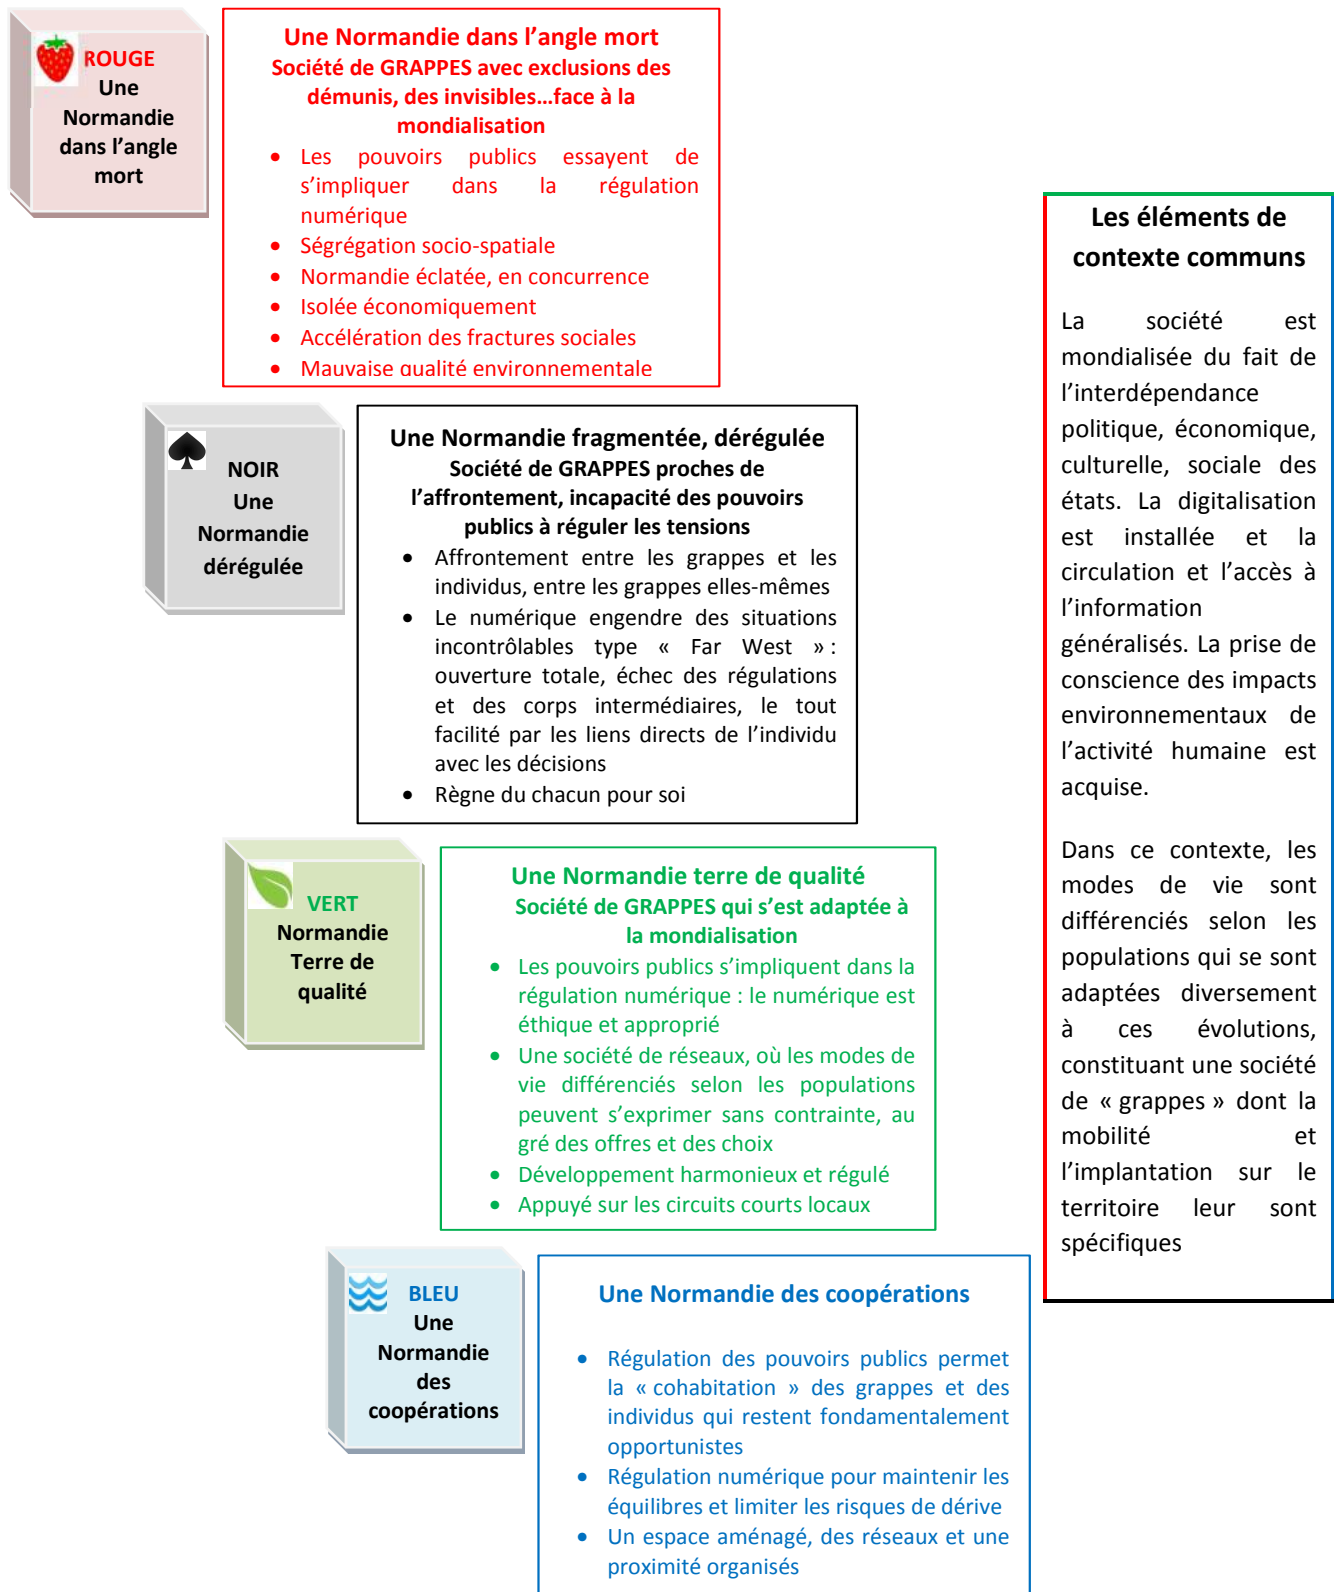 ROUGE
Une
Normandie
dans l’angle
mort
Une Normandie dans l’angle mort
Société de GRAPPES avec exclusions des
démunis, des invisibles…face à la
mondialisation
• Les pouvoirs publics essayent de
s’impliquer dans la régulation
numérique
• Ségrégation socio-spatiale
• Normandie éclatée, en concurrence
• Isolée économiquement
• Accélération des fractures sociales
• Mauvaise qualité environnementale
NOIR
Une
Normandie
dérégulée
Une Normandie fragmentée, dérégulée
Société de GRAPPES proches de
l’affrontement, incapacité des pouvoirs
publics à réguler les tensions
• Affrontement entre les grappes et les
individus, entre les grappes elles-mêmes
• Le numérique engendre des situations
incontrôlables type « Far West » :
ouverture totale, échec des régulations
et des corps intermédiaires, le tout
facilité par les liens directs de l’individu
avec les décisions
• Règne du chacun pour soi
VERT
Normandie
Terre de
qualité
Une Normandie terre de qualité
Société de GRAPPES qui s’est adaptée à
la mondialisation
• Les pouvoirs publics s’impliquent dans la
régulation numérique : le numérique est
éthique et approprié
• Une société de réseaux, où les modes de
vie différenciés selon les populations
peuvent s’exprimer sans contrainte, au
gré des offres et des choix
• Développement harmonieux et régulé
• Appuyé sur les circuits courts locaux
BLEU
Une
Normandie
des
coopérations
Une Normandie des coopérations
• Régulation des pouvoirs publics permet
la « cohabitation » des grappes et des
individus qui restent fondamentalement
opportunistes
• Régulation numérique pour maintenir les
équilibres et limiter les risques de dérive
• Un espace aménagé, des réseaux et une
proximité organisés
Les éléments de
contexte communs
La société est
mondialisée du fait de
l’interdépendance
politique, économique,
culturelle, sociale des
états. La digitalisation
est installée et la
circulation et l’accès à
l’information
généralisés. La prise de
conscience des impacts
environnementaux de
l’activité humaine est
acquise.
Dans ce contexte, les
modes de vie sont
différenciés selon les
populations qui se sont
adaptées diversement
à ces évolutions,
constituant une société
de « grappes » dont la
mobilité et
l’implantation sur le
territoire leur sont
spécifiques